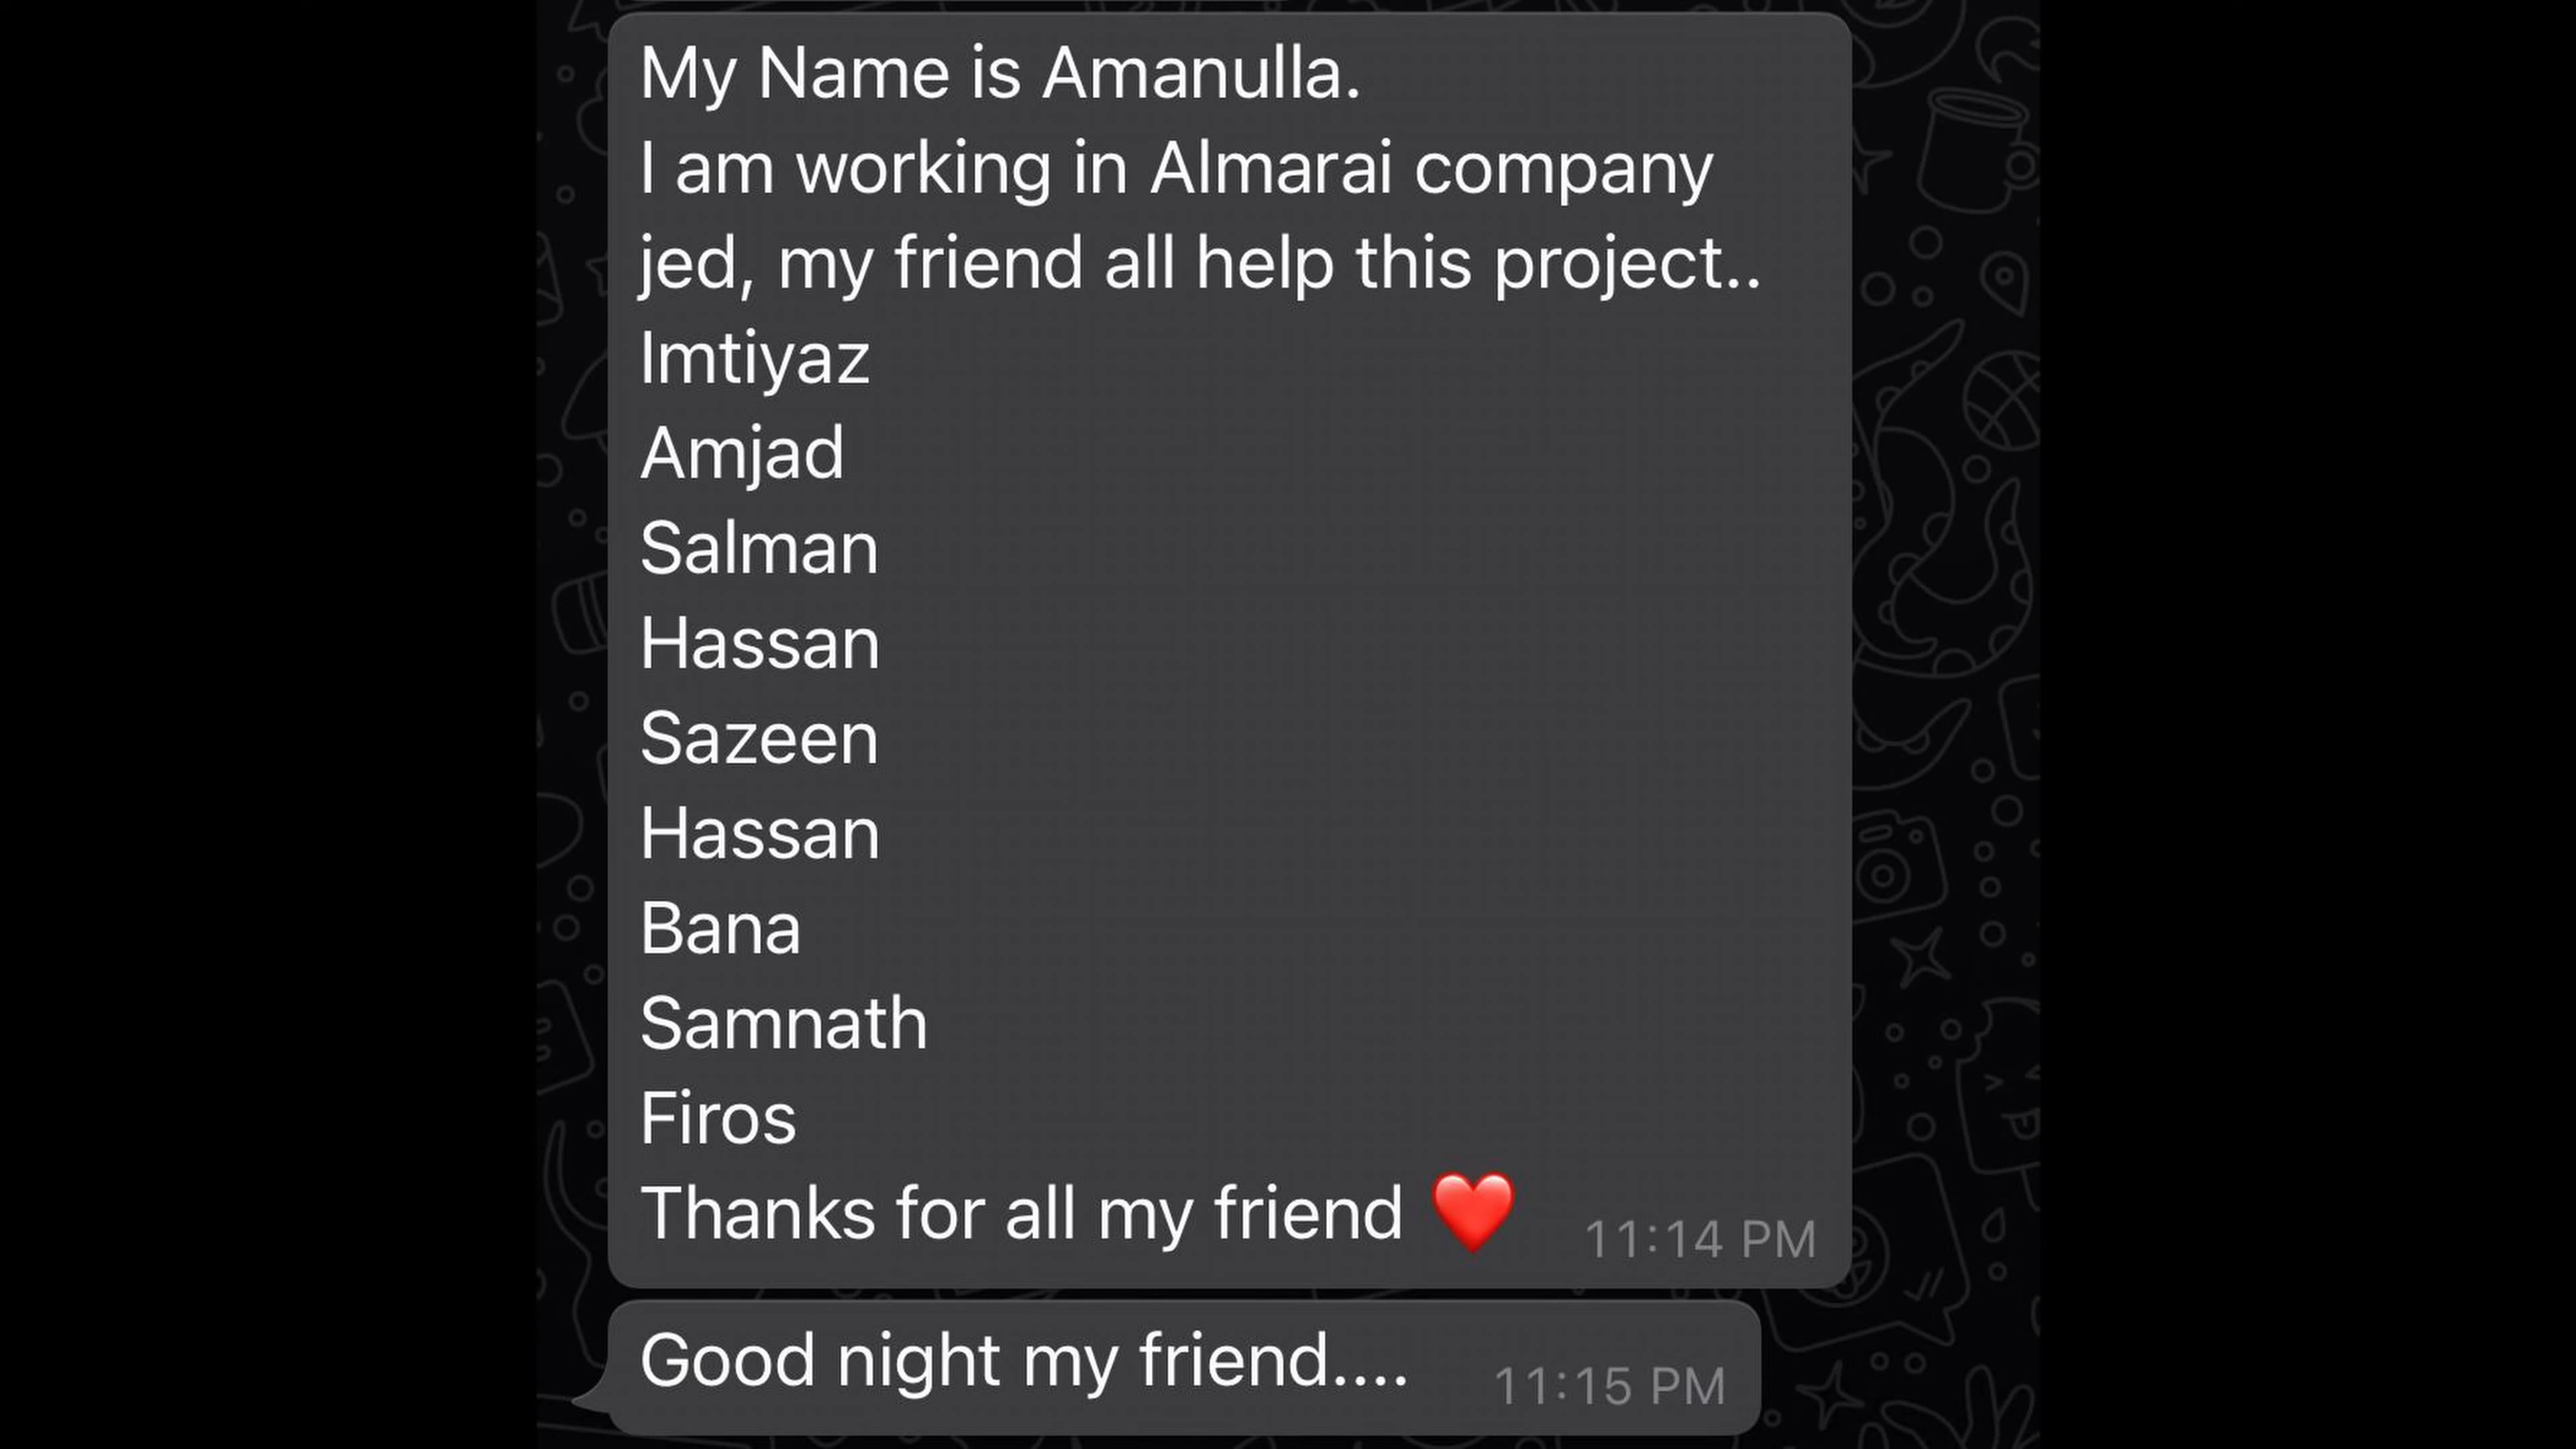 My Name is Amanulla.
I am working in Almarai company
jed, my friend all help this project..
Imtiyaz
Amjad
Salman
Hassan
Sazeen
Hassan
Bana
Samnath
Firos
Thanks for all my friend ❤️ 11:14 PM
Good night my friend.... 11:15 PM